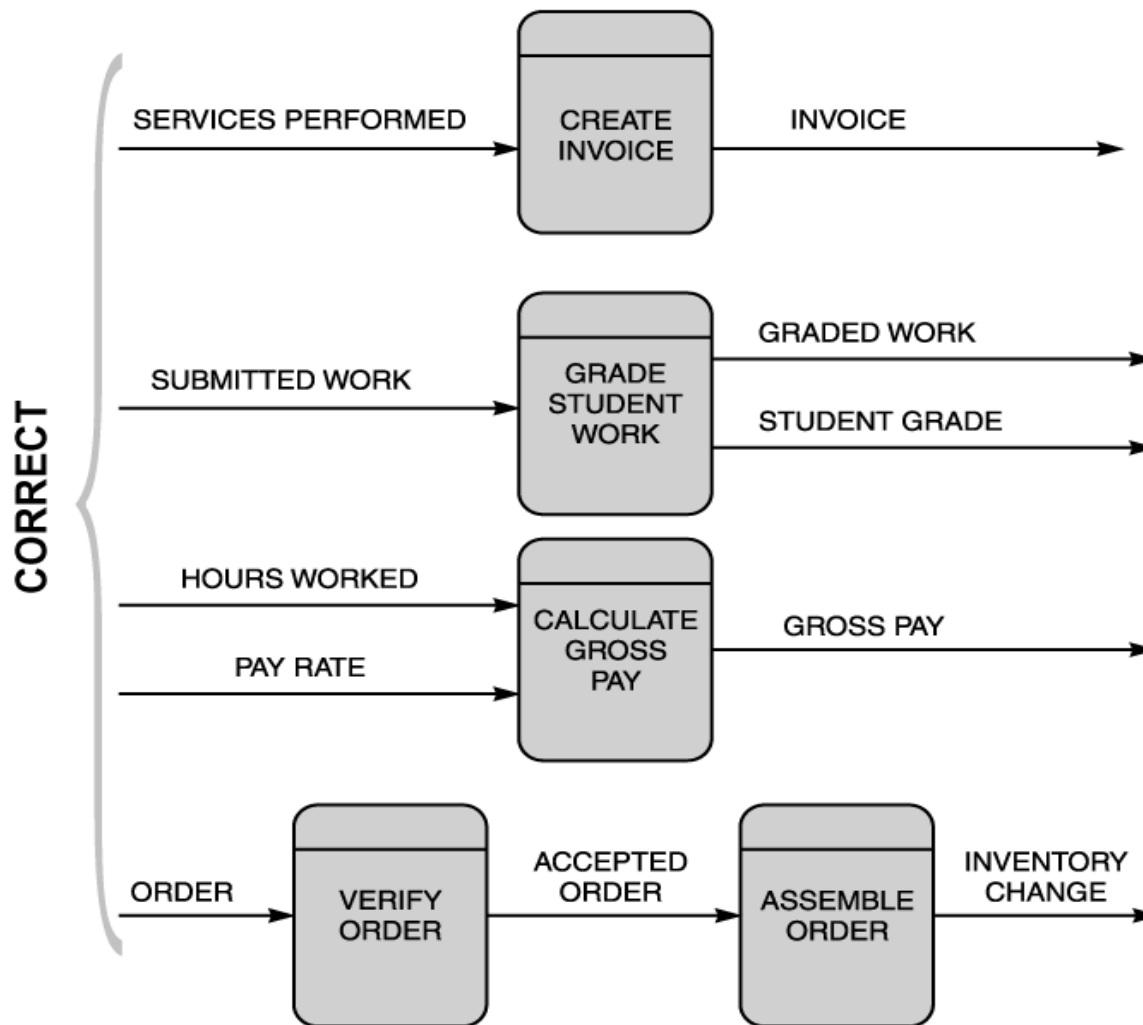 CORRECT
SERVICES PERFORMED
CREATE
INVOICE
INVOICE
SUBMITTED WORK
GRADE
STUDENT
WORK
GRADED WORK
STUDENT GRADE
HOURS WORKED
PAY RATE
CALCULATE
GROSS
PAY
GROSS PAY
ORDER
VERIFY
ORDER
ACCEPTED
ORDER
ASSEMBLE
ORDER
INVENTORY
CHANGE